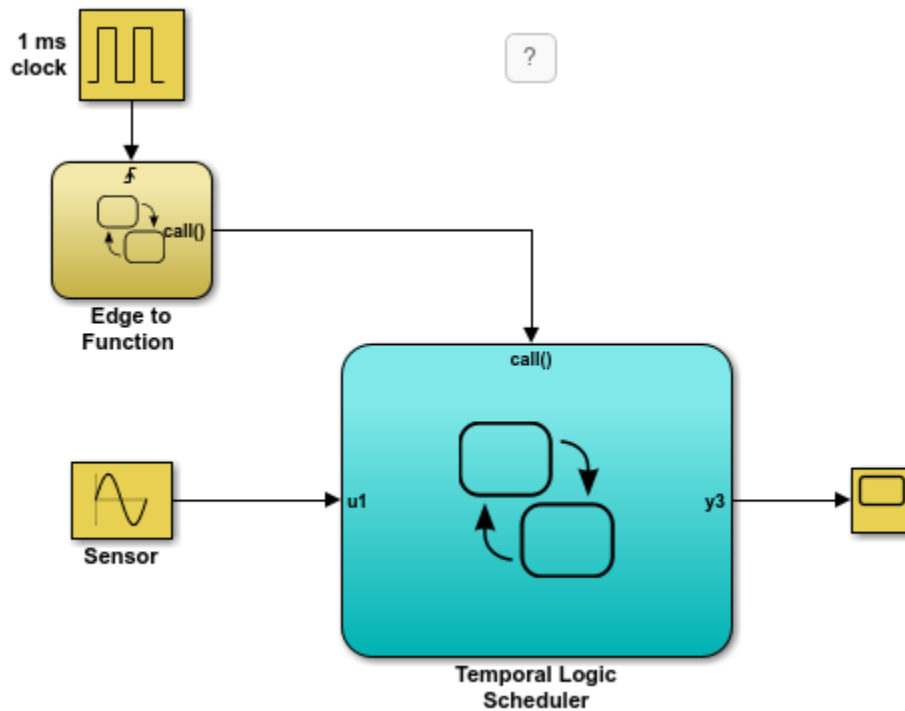 1 ms
clock
?
call()
Edge to
Function
call()
u1
y3
Sensor
Temporal Logic
Scheduler